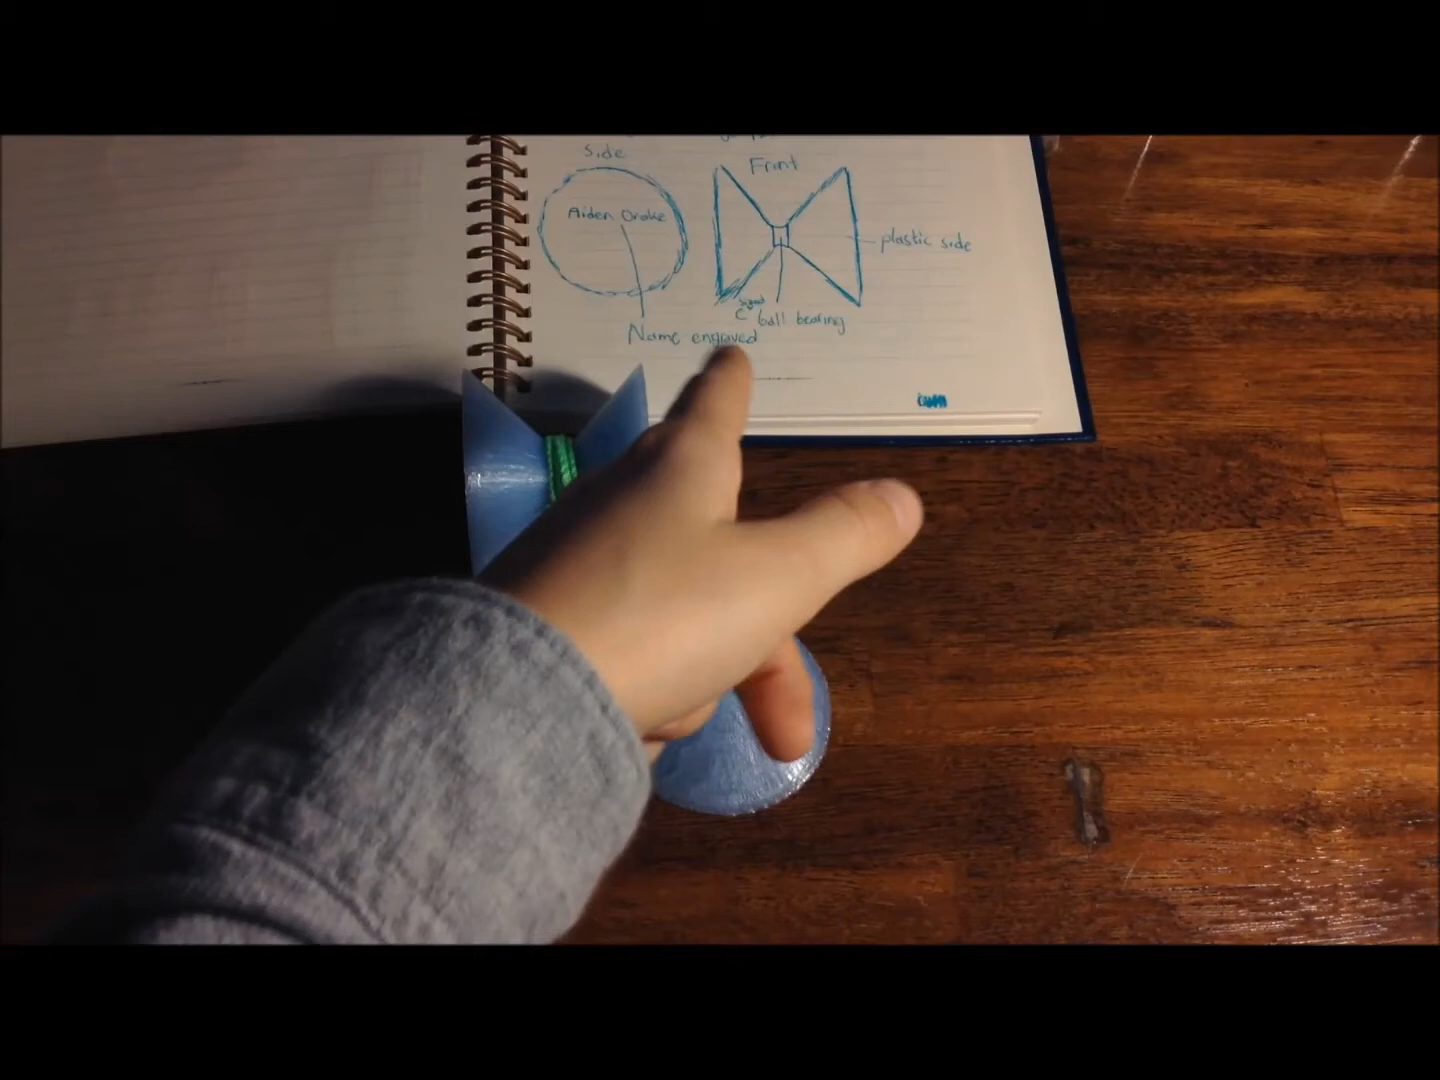 Side
Front
Aiden Drake
plastic side
C ball bearing
Name engraved